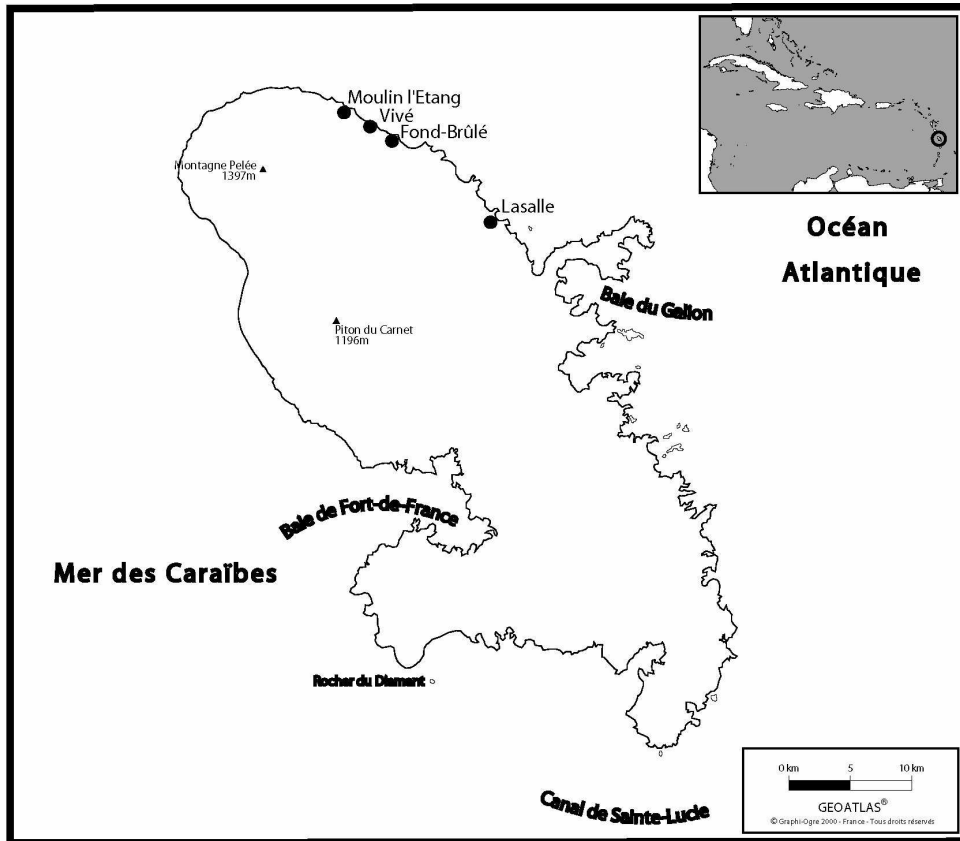 Moulin l'Etang
Vivé
Fond-Brûlé
Montagne Pelée
1397m
Lasalle
Océan
Atlantique
Baie du Galion
Piton du Carnet
1196m
Baie de Fort-de-France
Mer des Caraïbes
Rocher du Diamant
Canal de Sainte-Lucie
0 km 5 10 km
GEOATLAS®
© Graphi-Ogre 2000 - France - Tous droits réservés